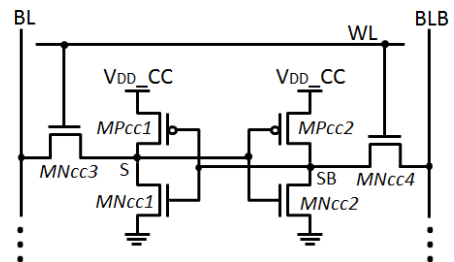 BL
WL
BLB
VDD_CC
VDD_CC
MPcc1
MPcc2
MNcc3
S
SB
MNcc4
MNcc1
MNcc2